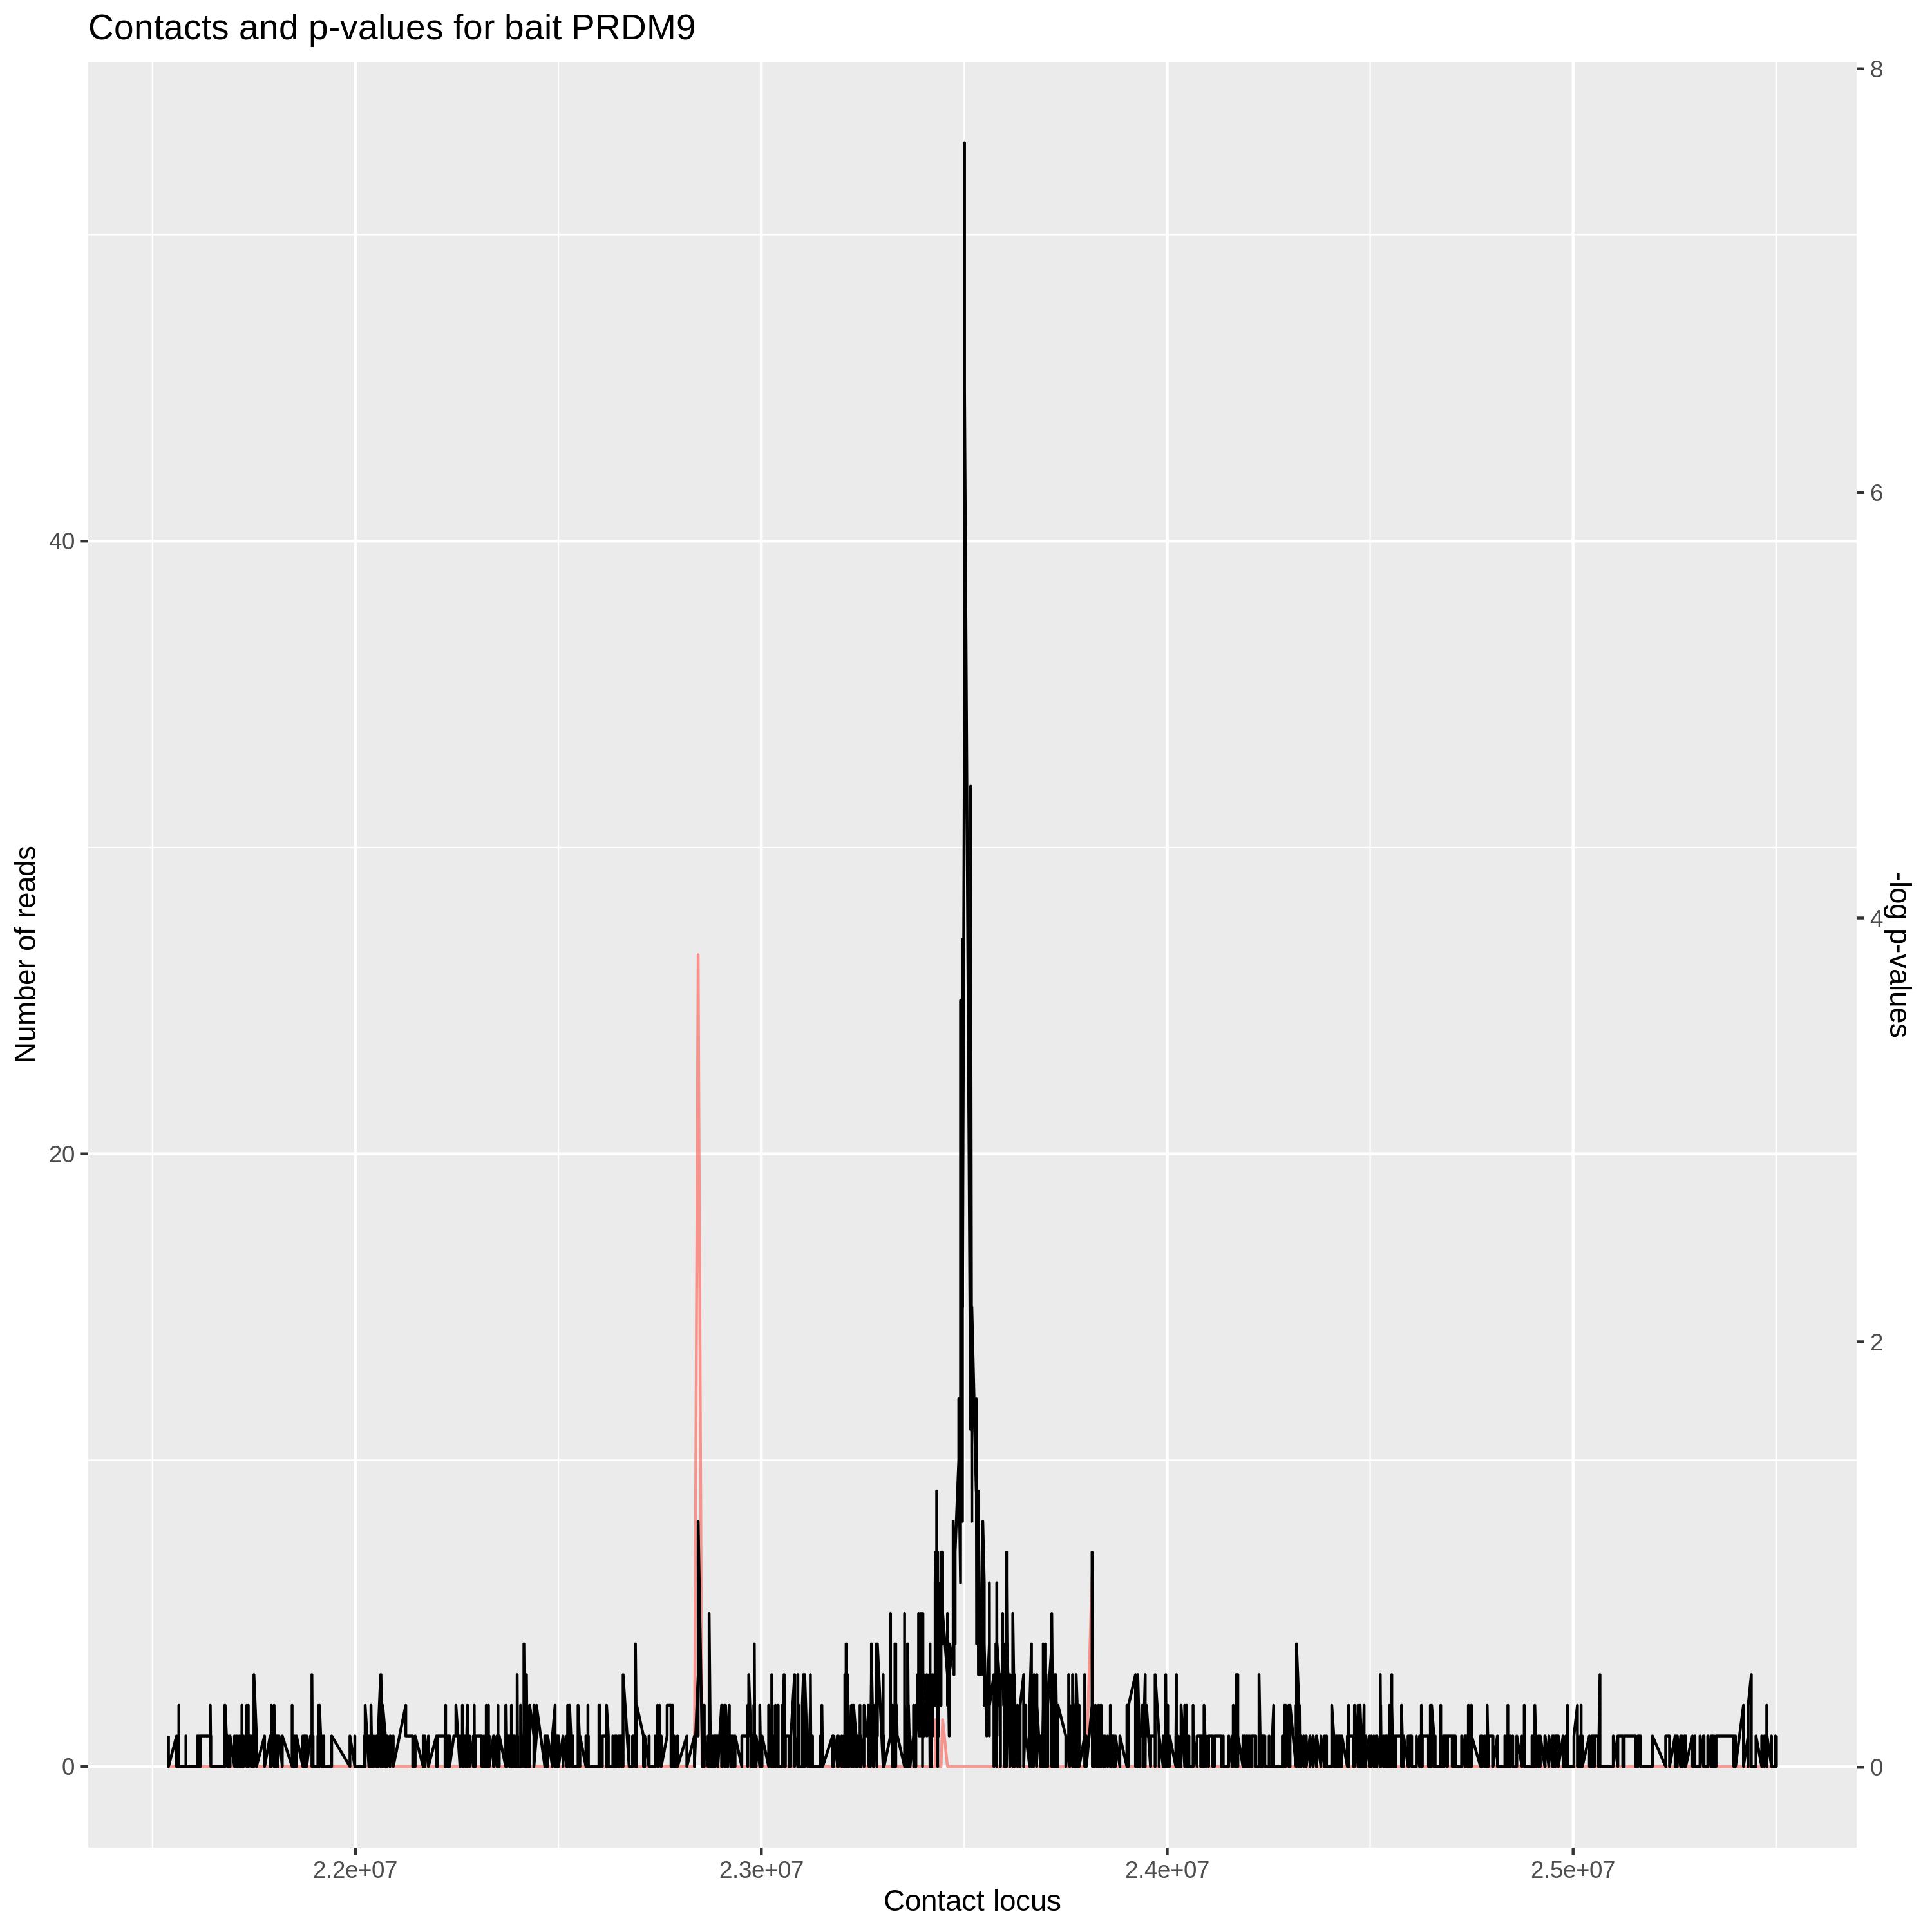 Contacts and p-values for bait PRDM9
8
6
40
Number of reads
-log p-values
4
20
2
0
0
2.2e+07
2.3e+07
2.4e+07
2.5e+07
Contact locus